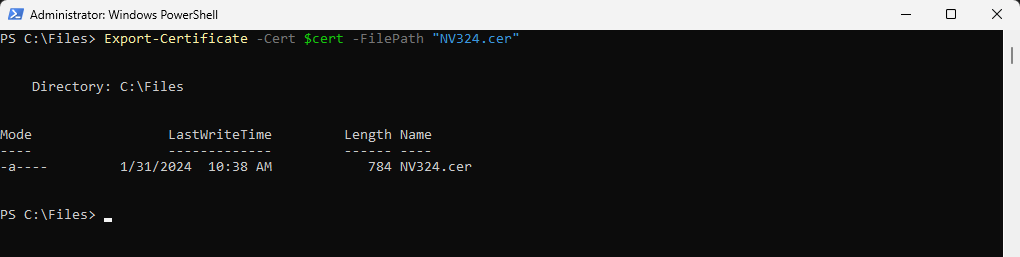 Administrator: Windows PowerShell
PS C:\Files> Export-Certificate -Cert $cert -FilePath "NV324.cer"
Directory: C:\Files
Mode                 LastWriteTime         Length Name
----                 -------------         ------ ----
-a----         1/31/2024  10:38 AM            784 NV324.cer
PS C:\Files>